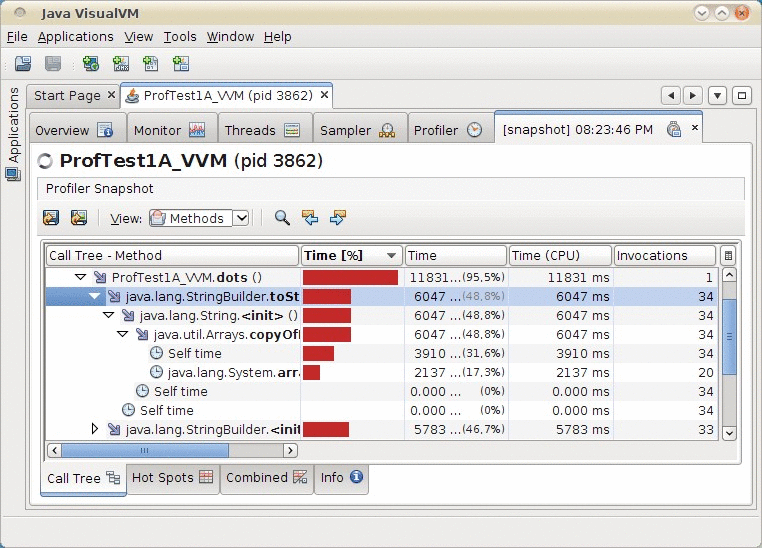 Java VisualVM
File Applications View Tools Window Help
Applications
Start Page ProfTest1A_VVM (pid 3862)
Overview Monitor Threads Sampler Profiler [snapshot] 08:23:46 PM
ProfTest1A_VVM (pid 3862)
Profiler Snapshot
View: Methods
Call Tree - Method Time [%] Time Time (CPU) Invocations
ProfTest1A_VVM.dots () 11831 ... (95,5%) 11831 ms 1
java.lang.StringBuilder.toSt 6047 ... (48,8%) 6047 ms 34
java.lang.String.<init> () 6047 ... (48,8%) 6047 ms 34
java.util.Arrays.copyOf 6047 ... (48,8%) 6047 ms 34
Self time 3910 ... (31,6%) 3910 ms 34
java.lang.System.arr 2137 ... (17,3%) 2137 ms 20
Self time 0.000 ... (0%) 0.000 ms 34
Self time 0.000 ... (0%) 0.000 ms 34
java.lang.StringBuilder.<init 5783 ... (46,7%) 5783 ms 33
Call Tree Hot Spots Combined Info